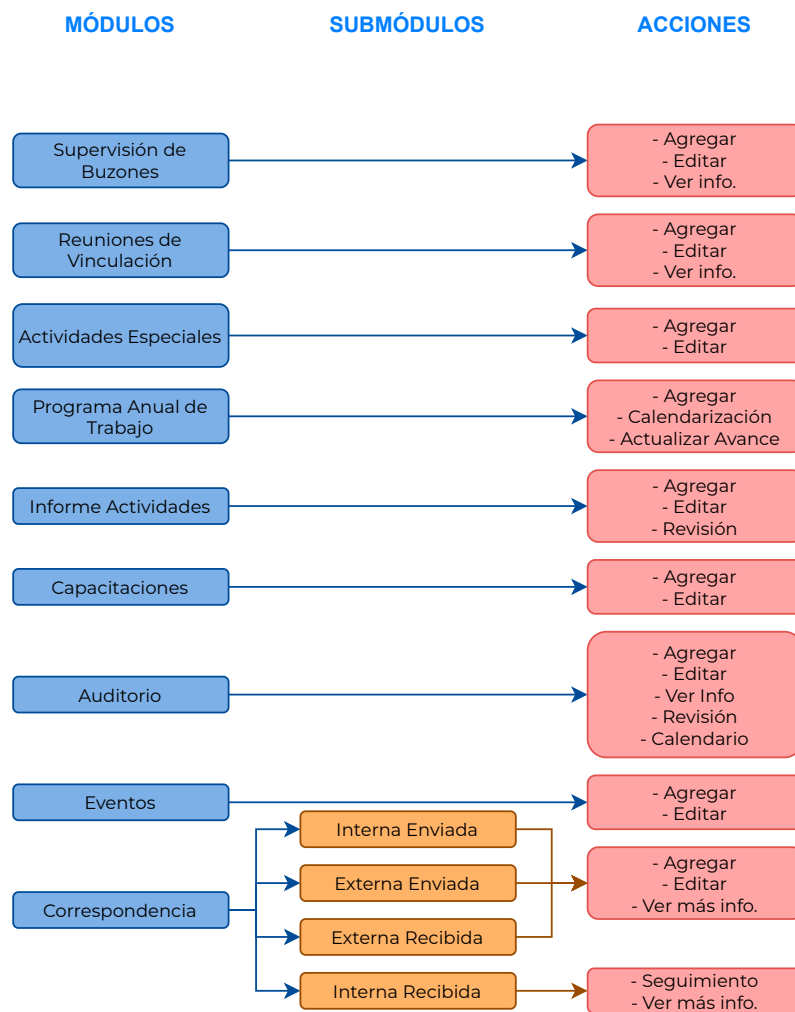 MÓDULOS
SUBMÓDULOS
ACCIONES
Supervisión de
Buzones
- Agregar
- Editar
- Ver info.
Reuniones de
Vinculación
- Agregar
- Editar
- Ver info.
Actividades Especiales
- Agregar
- Editar
Programa Anual de
Trabajo
- Agregar
- Calendarización
- Actualizar Avance
Informe Actividades
- Agregar
- Editar
- Revisión
Capacitaciones
- Agregar
- Editar
Auditorio
- Agregar
- Editar
- Ver Info
- Revisión
- Calendario
Eventos
- Agregar
- Editar
Correspondencia
Interna Enviada
Externa Enviada
Externa Recibida
- Agregar
- Editar
- Ver más info.
Interna Recibida
- Seguimiento
- Ver más info.